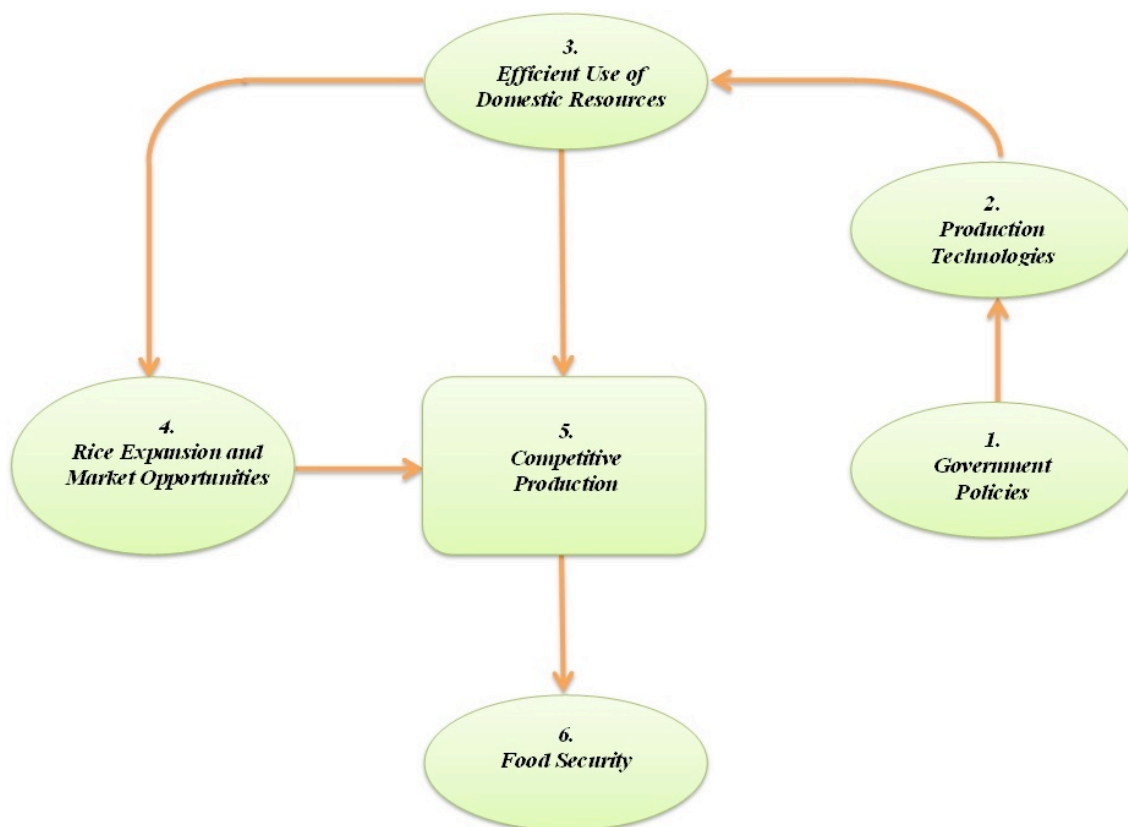 3.
Efficient Use of
Domestic Resources
2.
Production
Technologies
4.
Rice Expansion and
Market Opportunities
5.
Competitive
Production
1.
Government
Policies
6.
Food Security